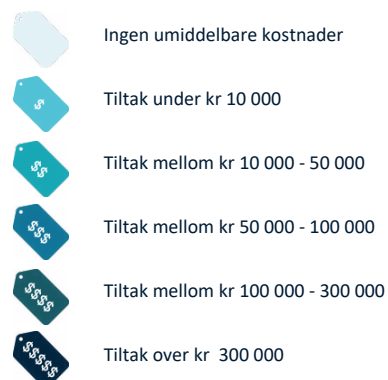 Ingen umiddelbare kostnader
$
Tiltak under kr 10 000
$$
Tiltak mellom kr 10 000 - 50 000
$$$
Tiltak mellom kr 50 000 - 100 000
$$$$
Tiltak mellom kr 100 000 - 300 000
$$$$$
Tiltak over kr  300 000